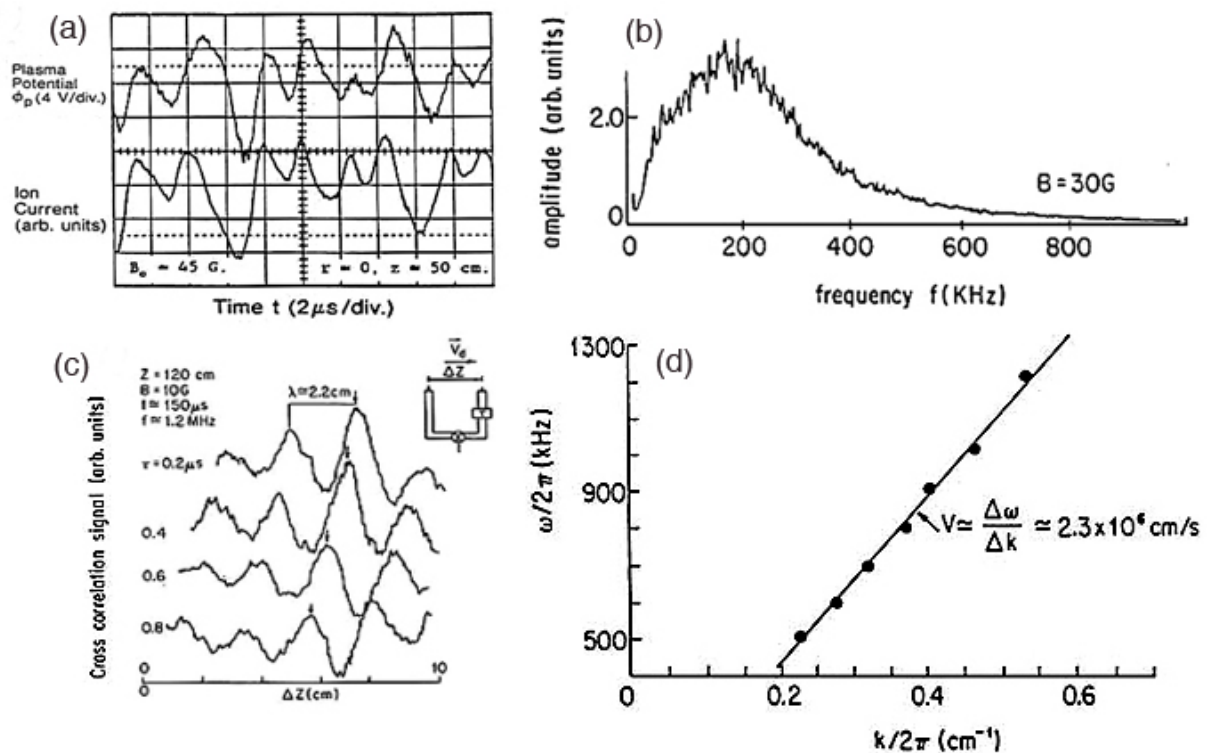 (a)
Plasma
Potential
ϕp (4 V/div.)
Ion
Current
(arb. units)
B₀ ≃ 45 G. r ≃ 0, z ≃ 50 cm.
Time t (2μs/div.)
(b)
amplitude (arb. units)
2.0
0
B = 30G
0 200 400 600 800
frequency f(KHz)
(c)
Z = 120 cm
B = 10G
t ≃ 150μs
f ≃ 1.2 MHz
λ≃2.2cm
V⃗d
ΔZ
τ = 0.2μs
0.4
0.6
0.8
Cross correlation signal (arb. units)
0 10
0
ΔZ(cm)
(d)
ω/2π (kHz)
1300
900
500
V ≃ Δω/Δk ≃ 2.3x10⁶ cm/s
0 0.2 0.4 0.6
k/2π (cm⁻¹)